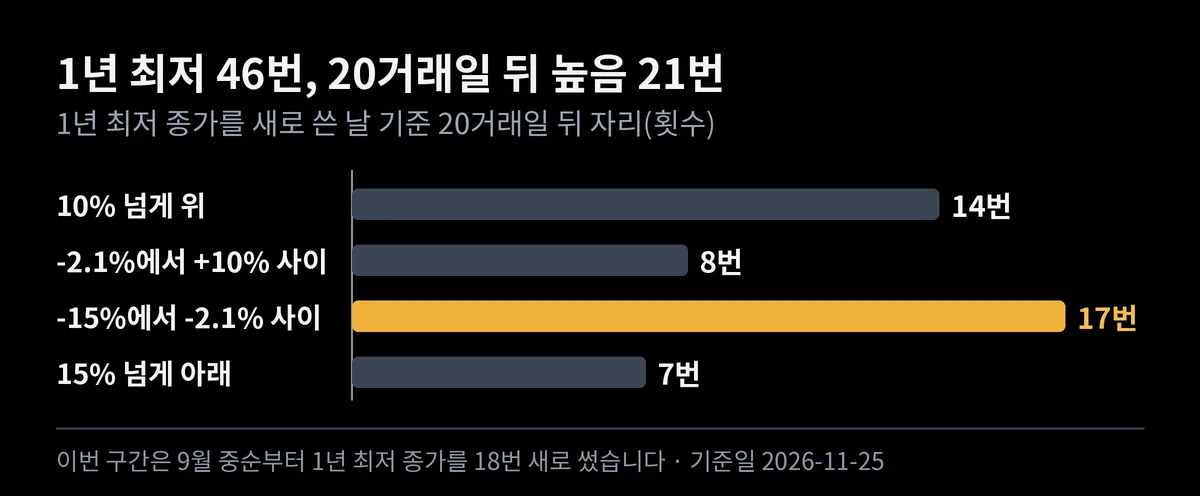 1년 최저 46번, 20거래일 뒤 높음 21번
1년 최저 종가를 새로 쓴 날 기준 20거래일 뒤 자리(횟수)
10% 넘게 위 14번
-2.1%에서 +10% 사이 8번
-15%에서 -2.1% 사이 17번
15% 넘게 아래 7번
이번 구간은 9월 중순부터 1년 최저 종가를 18번 새로 썼습니다 · 기준일 2026-11-25